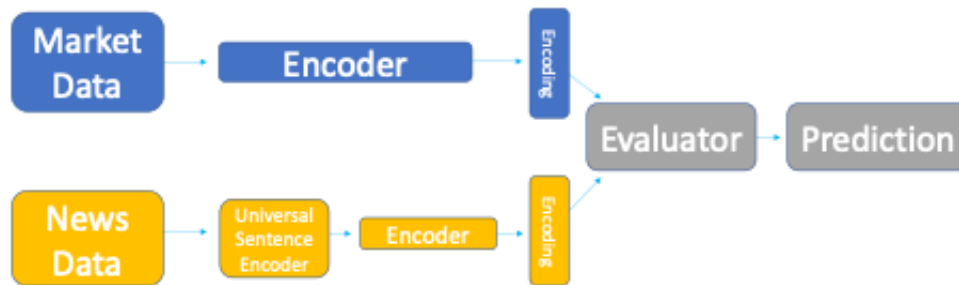 Market
Data
Encoder
Encoding
Evaluator
Prediction
News
Data
Universal
Sentence
Encoder
Encoder
Encoding